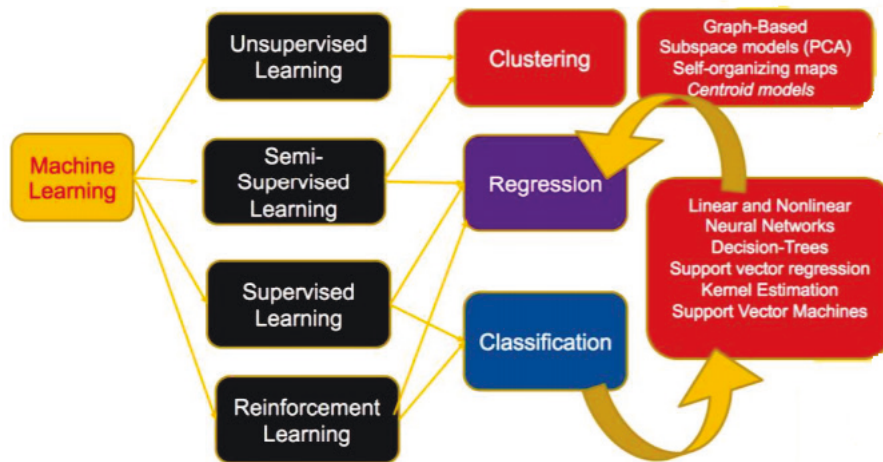 Machine
Learning
Unsupervised
Learning
Semi-
Supervised
Learning
Supervised
Learning
Reinforcement
Learning
Clustering
Regression
Classification
Graph-Based
Subspace models (PCA)
Self-organizing maps
Centroid models
Linear and Nonlinear
Neural Networks
Decision-Trees
Support vector regression
Kernel Estimation
Support Vector Machines